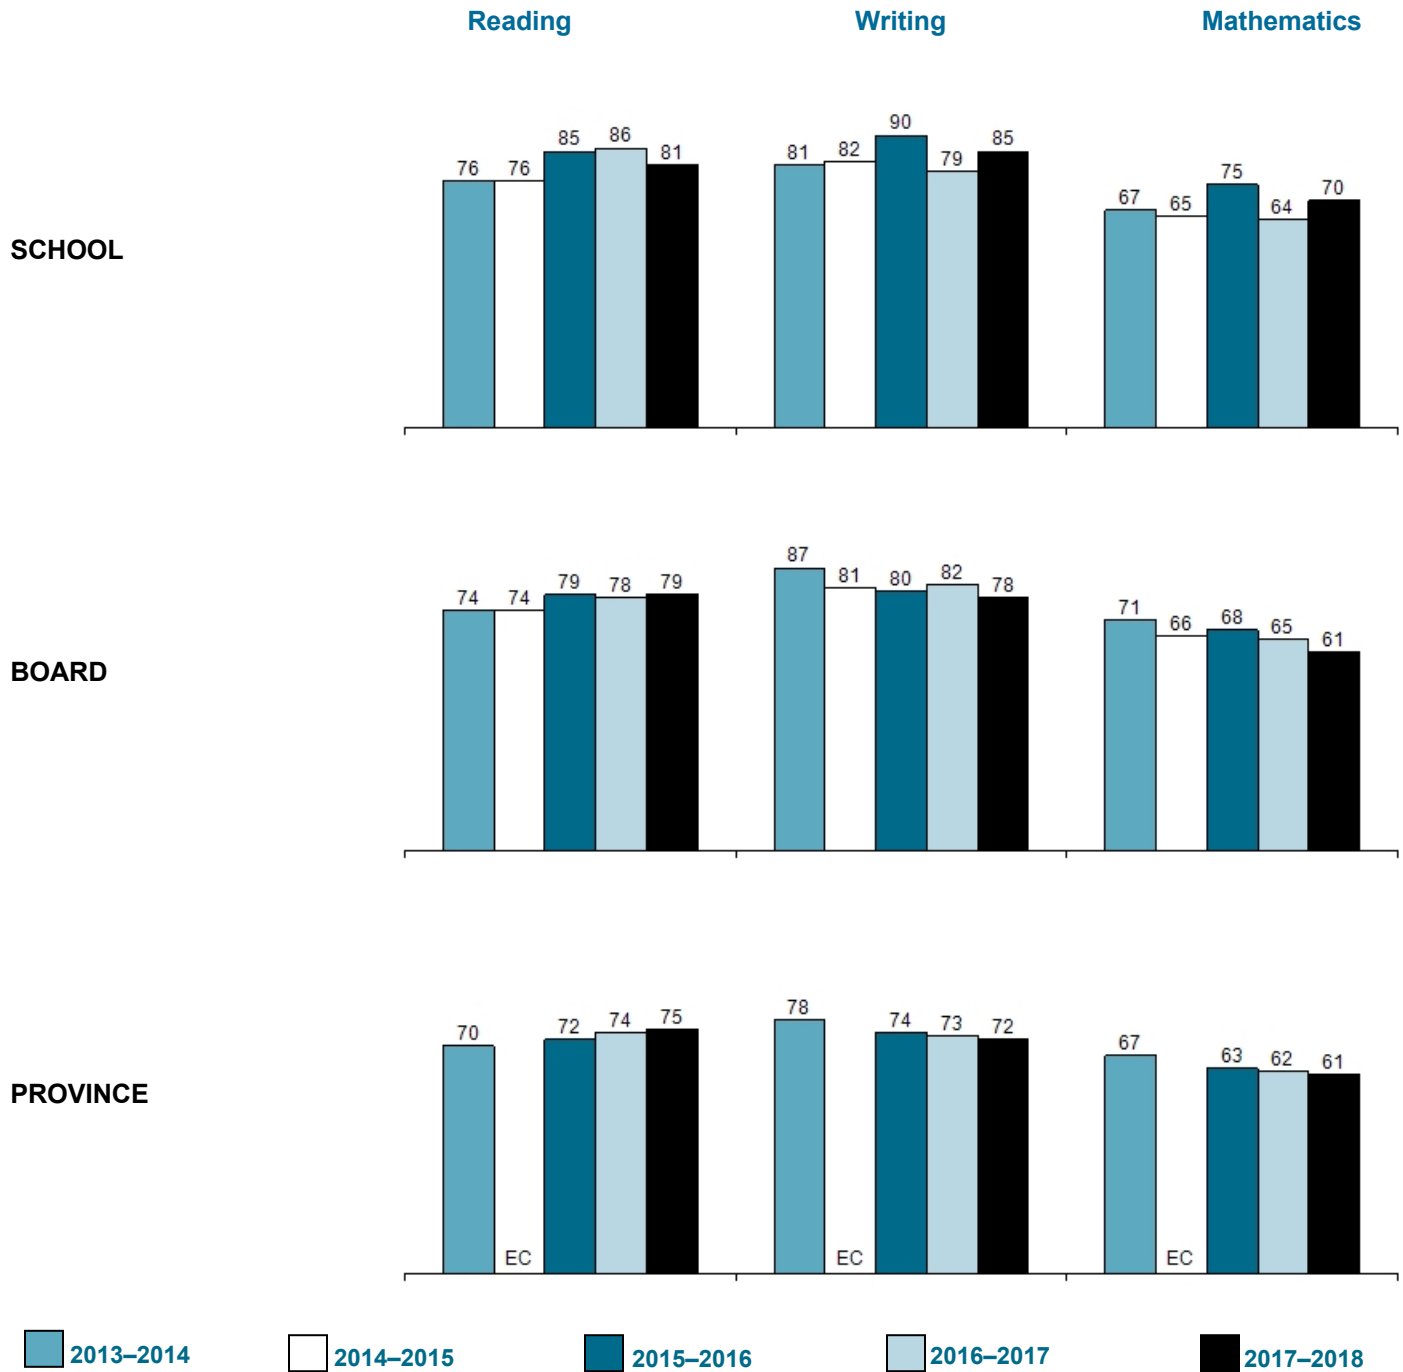 Reading Writing Mathematics
SCHOOL
76 76 85 86 81
81 82 90 79 85
67 65 75 64 70
BOARD
74 74 79 78 79
87 81 80 82 78
71 66 68 65 61
PROVINCE
70 EC 72 74 75
78 EC 74 73 72
67 EC 63 62 61
2013–2014 2014–2015 2015–2016 2016–2017 2017–2018